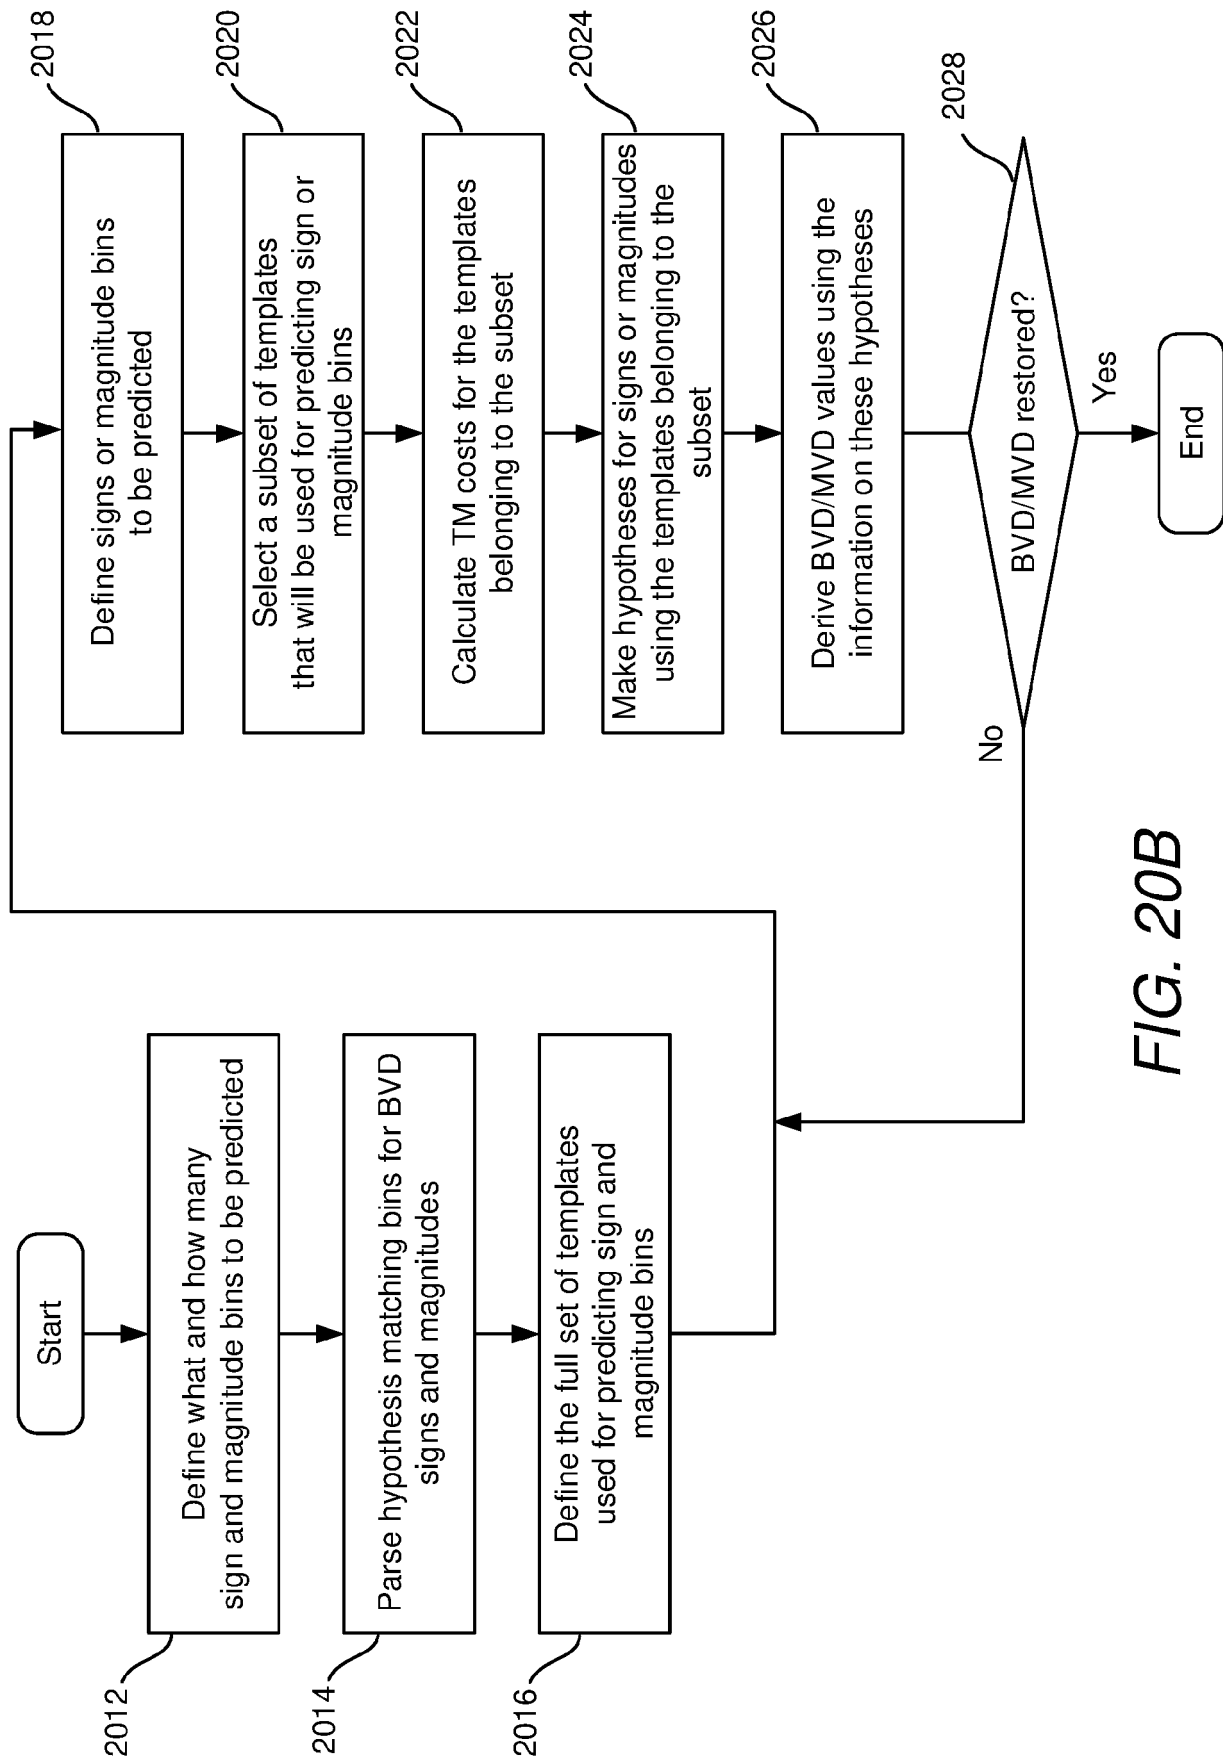 Start
2012
Define what and how many
sign and magnitude bins to be predicted
2014
Parse hypothesis matching bins for BVD
signs and magnitudes
2016
Define the full set of templates
used for predicting sign and
magnitude bins
2018
Define signs or magnitude bins
to be predicted
2020
Select a subset of templates
that will be used for predicting sign or
magnitude bins
2022
Calculate TM costs for the templates
belonging to the subset
2024
Make hypotheses for signs or magnitudes
using the templates belonging to the
subset
2026
Derive BVD/MVD values using the
information on these hypotheses
2028
BVD/MVD restored?
No
Yes
End
FIG. 20B